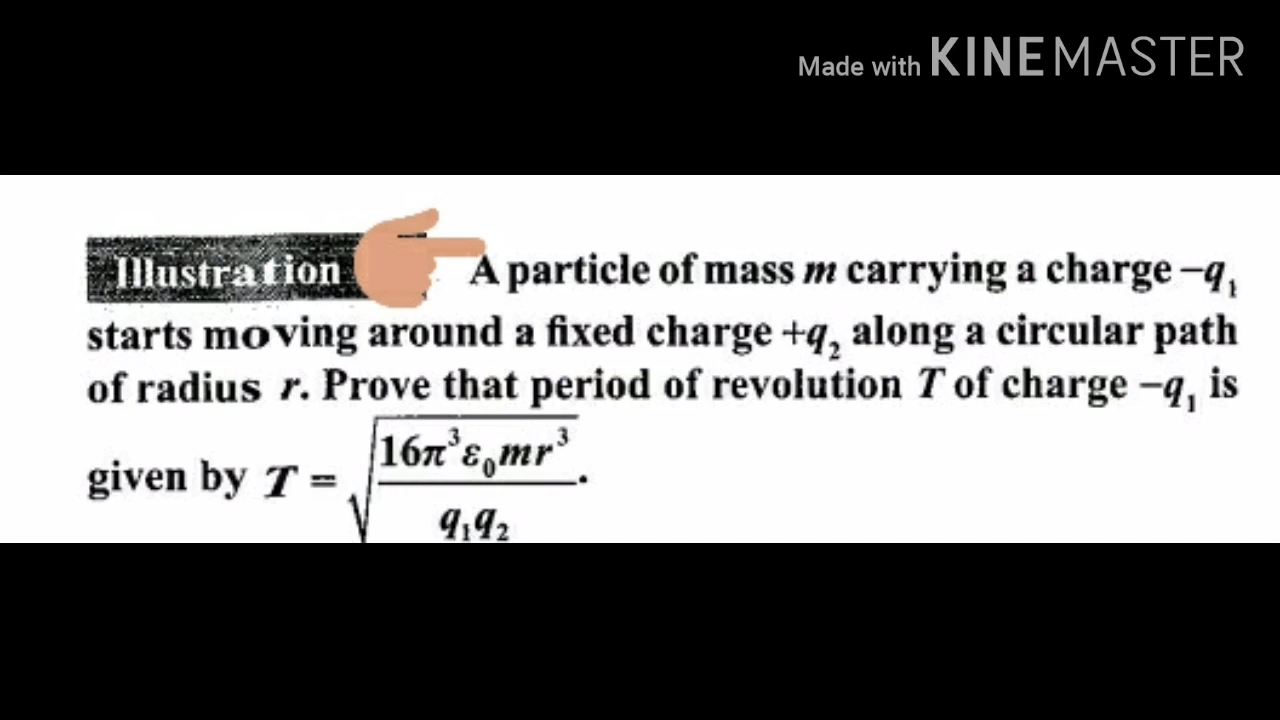 Made with KINEMASTER
Illustration A particle of mass m carrying a charge −q₁
starts moving around a fixed charge +q₂ along a circular path
of radius r. Prove that period of revolution T of charge −q₁ is
given by T = √(16π³ε₀mr³ / q₁q₂).